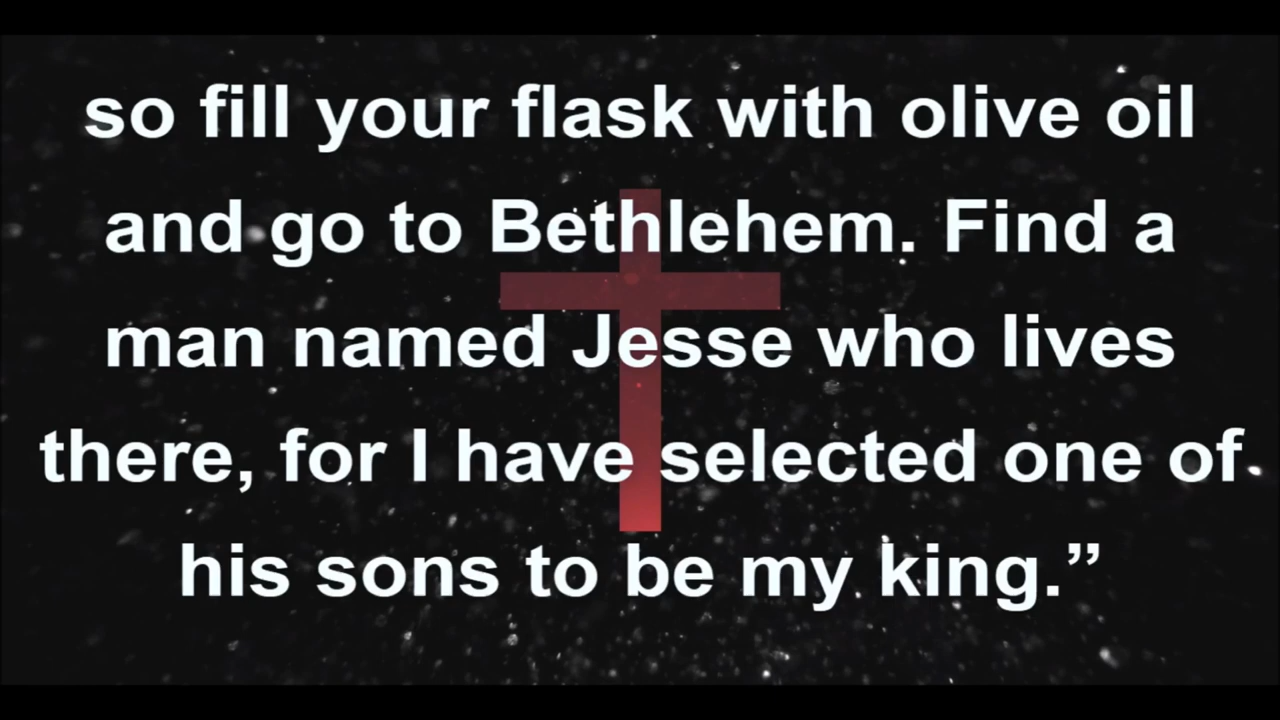 so fill your flask with olive oil
and go to Bethlehem. Find a
man named Jesse who lives
there, for I have selected one of
his sons to be my king.”